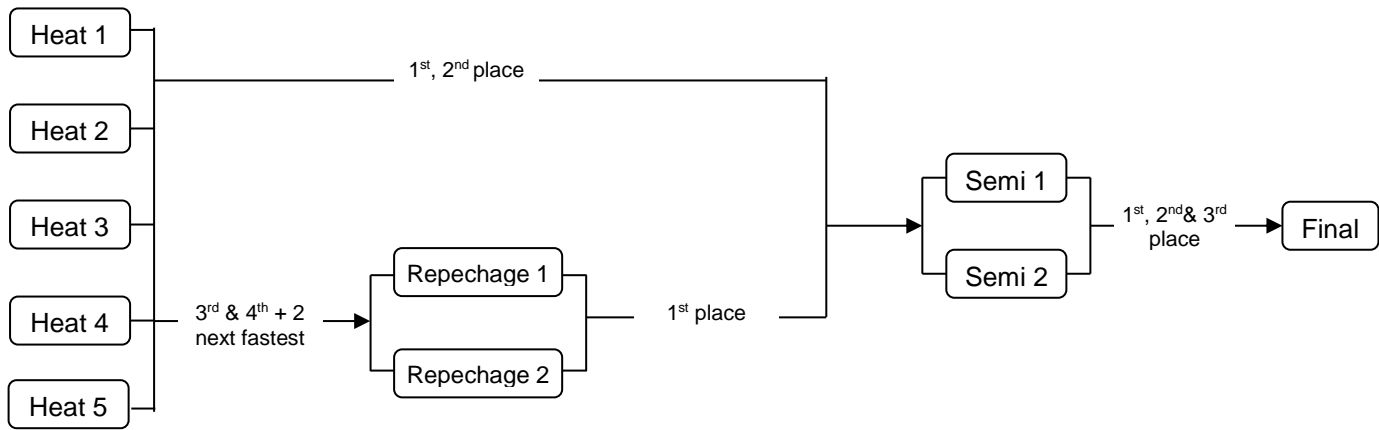 Heat 1
1st, 2nd place
Heat 2
Semi 1
Heat 3
1st, 2nd& 3rd
place
Final
Repechage 1
Semi 2
Heat 4
3rd & 4th + 2
next fastest
1st place
Repechage 2
Heat 5